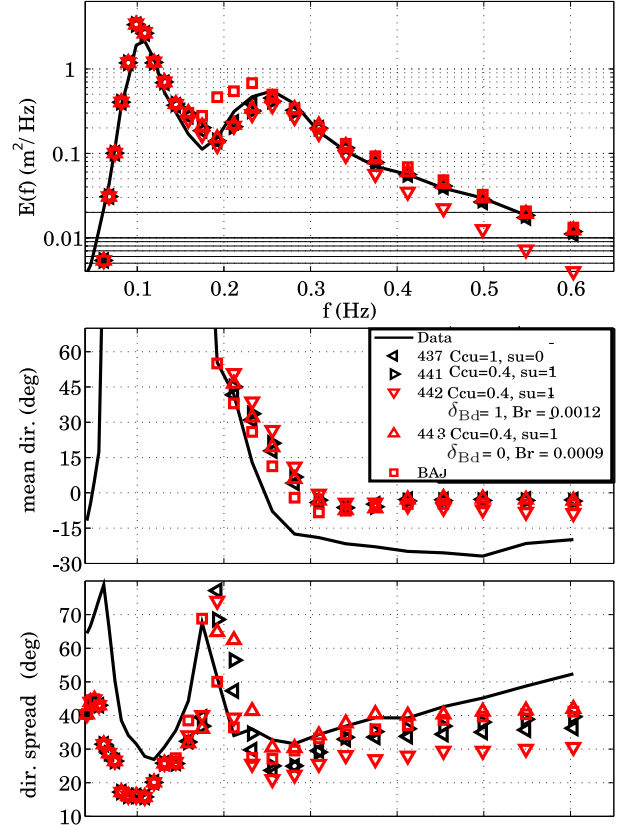 1
0.1
0.01
E(f) (m²/ Hz)
0.1 0.2 0.3 0.4 0.5 0.6
f (Hz)
60
45
30
15
0
-15
-30
mean dir. (deg)
Data
437 Ccu=1, su=0
441 Ccu=0.4, su=1
442 Ccu=0.4, su=1
δBd= 1, Br = 0.0012
443 Ccu=0.4, su=1
δBd= 0, Br = 0.0009
BAJ
80
70
60
50
40
30
20
10
dir. spread (deg)